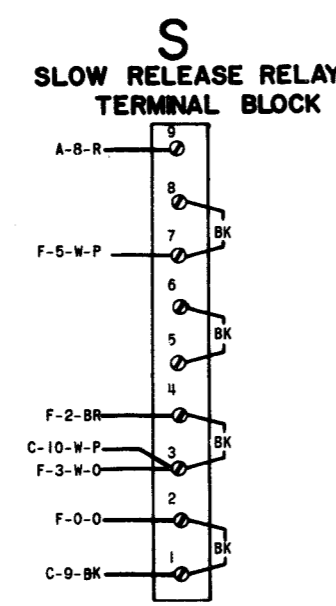 S
SLOW RELEASE RELAY
TERMINAL BLOCK
9
A-8-R
8
BK
7
F-5-W-P
6
BK
5
4
F-2-BR
BK
C-10-W-P
3
F-3-W-O
2
F-O-O
BK
1
C-9-BK